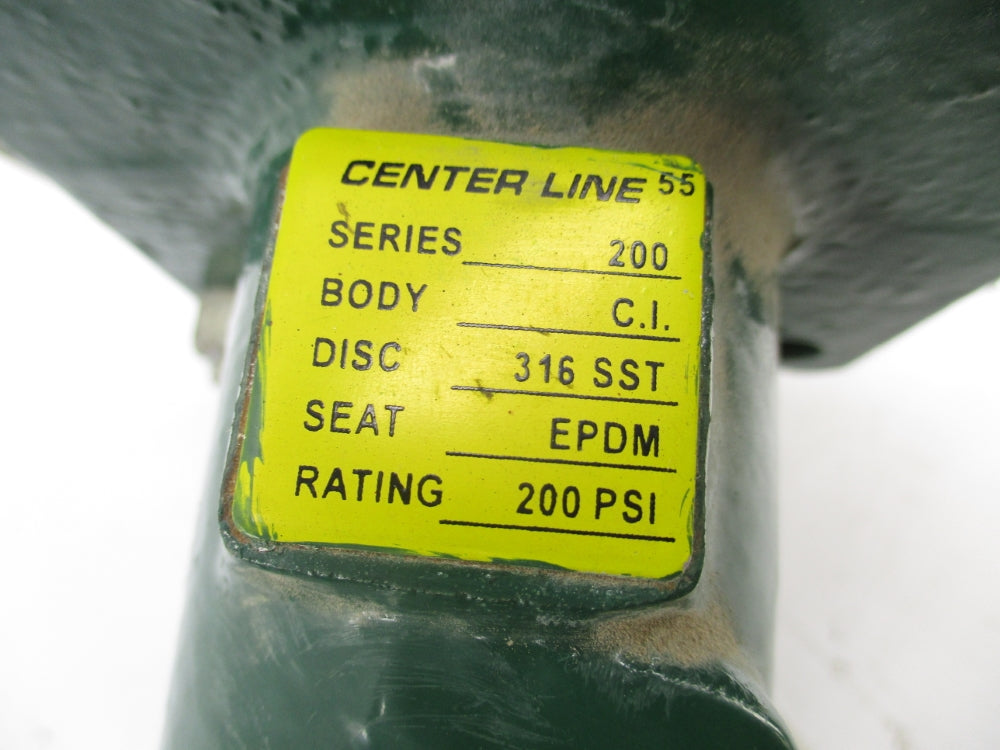 CENTER LINE 55
SERIES 200
BODY C.I.
DISC 316 SST
SEAT EPDM
RATING 200 PSI